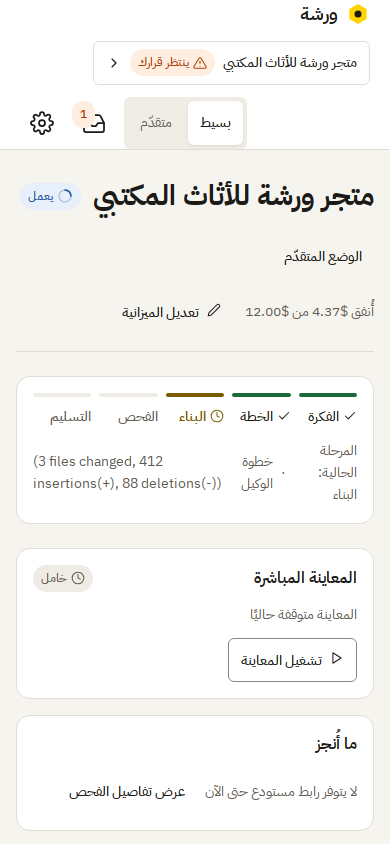 ورشة
متجر ورشة للأثاث المكتبي ينتظر قرارك
بسيط متقدّم 1
متجر ورشة للأثاث المكتبي يعمل
الوضع المتقدّم
أُنفق $4.37 من $12.00 تعديل الميزانية
الفكرة الخطة البناء الفحص التسليم
المرحلة الحالية: البناء · خطوة الوكيل (3 files changed, 412 insertions(+), 88 deletions(-))
المعاينة المباشرة خامل
المعاينة متوقفة حاليًا
تشغيل المعاينة
ما أُنجز
لا يتوفر رابط مستودع حتى الآن عرض تفاصيل الفحص